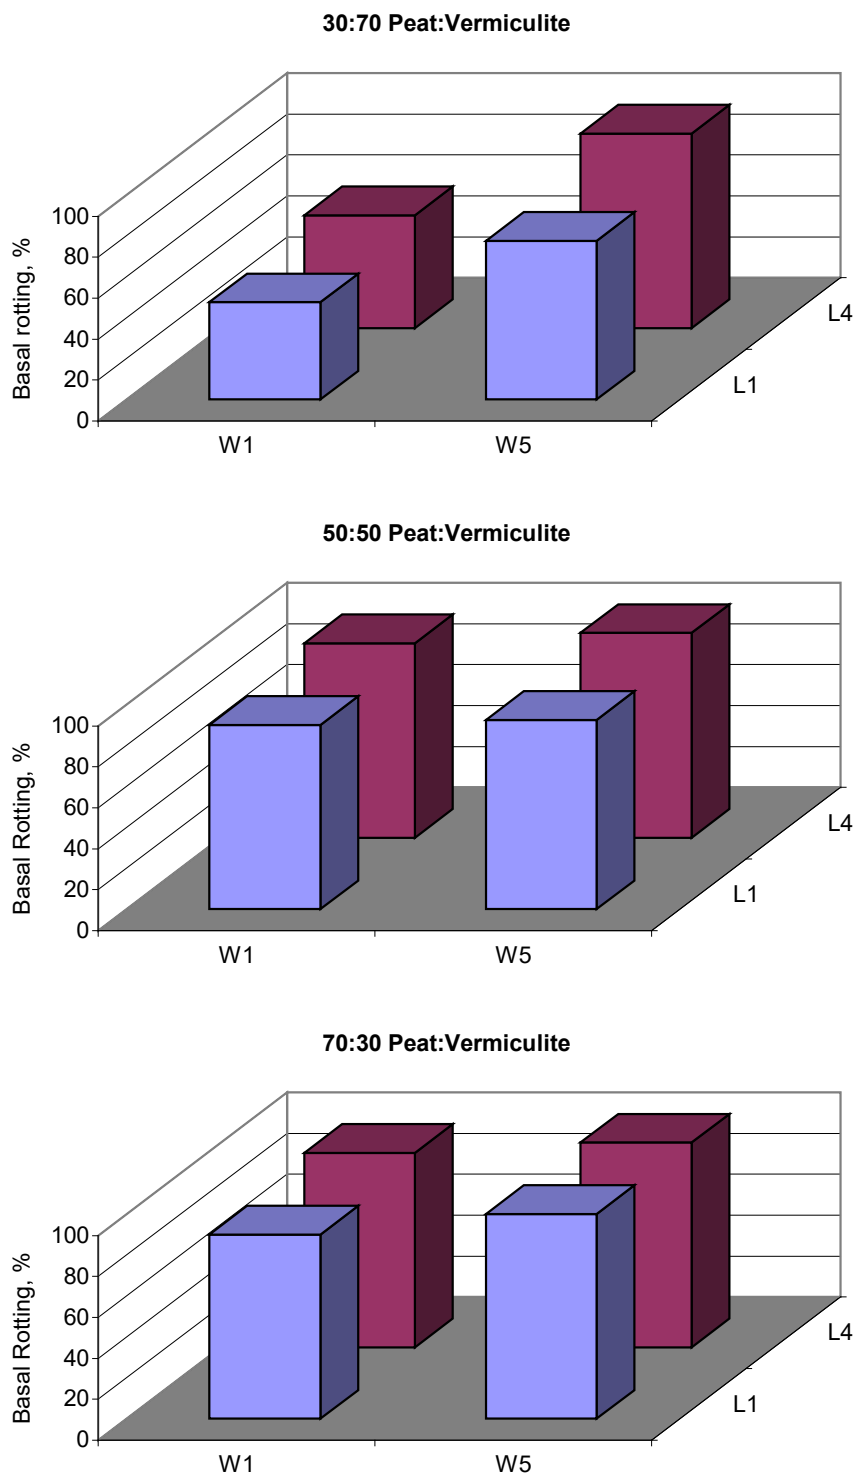 30:70 Peat:Vermiculite
100
80
60
40
20
0
Basal rotting, %
W1
W5
L1
L4
50:50 Peat:Vermiculite
100
80
60
40
20
0
Basal Rotting, %
W1
W5
L1
L4
70:30 Peat:Vermiculite
100
80
60
40
20
0
Basal Rotting, %
W1
W5
L1
L4